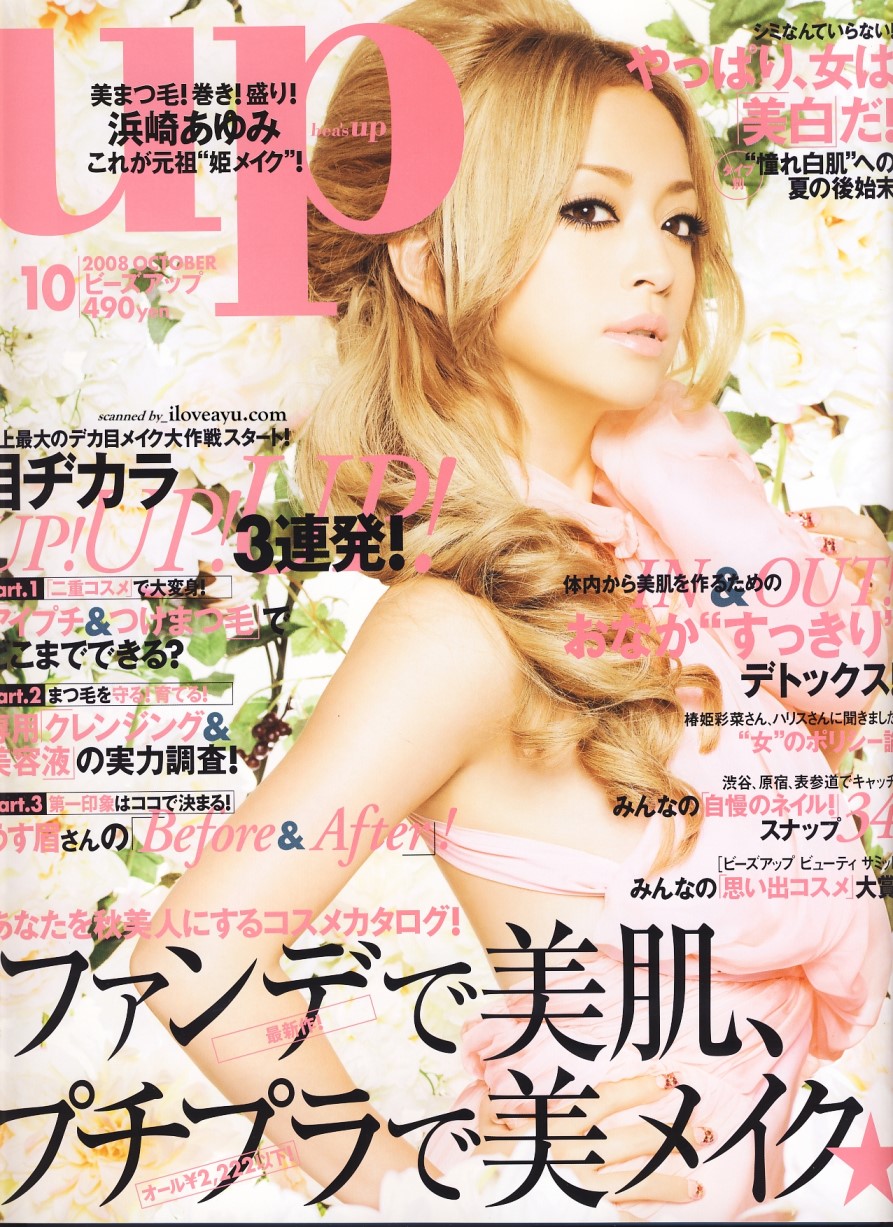 up
bea's up
美まつ毛!巻き!盛り!
浜崎あゆみ
これが元祖“姫メイク”!
10
2008 OCTOBER
ビーズアップ
490yen
シミなんていらない!
やっぱり、女は
「美白」だ!
タイプ別
“憧れ白肌”への
夏の後始末
scanned by_iloveayu.com
上最大のデカ目メイク大作戦スタート!
目ヂカラ
UP!UP!UP!
3連発!
art.1「二重コスメ」で大変身!
アイプチ&つけまつ毛」で
どこまでできる?
art.2 まつ毛を守る!育てる!
専用「クレンジング&
美容液」の実力調査!
art.3 第一印象はココで決まる!
めす眉さんの「Before & After!」
体内から美肌を作るための
IN&OUT!
おなか“すっきり”
デトックス!
椿姫彩菜さん、ハリスさんに聞きました
“女”のポリシー論
渋谷、原宿、表参道でキャッチ
みんなの「自慢のネイル!」
スナップ34
[ビーズアップ ビューティ サミッ
みんなの「思い出コスメ」大賞
あなたを秋美人にするコスメカタログ!
ファンデで美肌、
最新作!
プチプラで美メイク★
オール¥2,222以下!